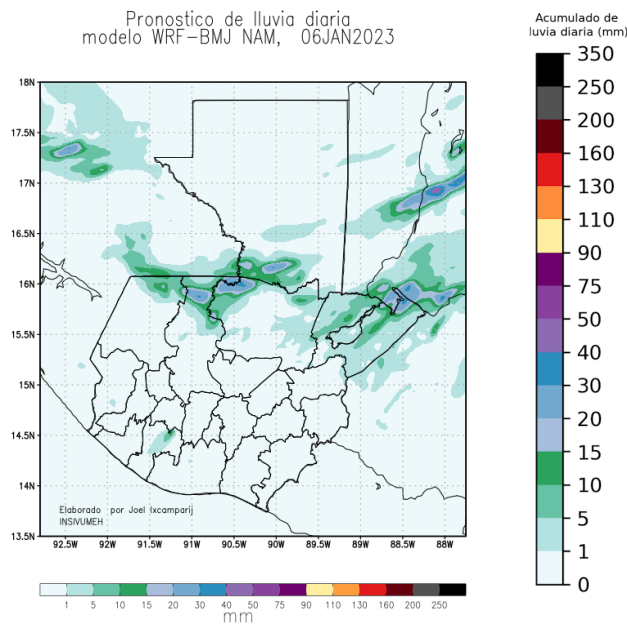 Pronostico de lluvia diaria
modelo WRF-BMJ NAM, 06JAN2023
Acumulado de
lluvia diaria (mm)
350
250
200
160
130
110
90
75
50
40
30
20
15
10
5
1
0
18N
17.5N
17N
16.5N
16N
15.5N
15N
14.5N
14N
13.5N
Elaborado por Joel Ixcamparij
INSIVUMEH
92.5W 92W 91.5W 91W 90.5W 90W 89.5W 89W 88.5W 88W
1 5 10 15 20 30 40 50 75 90 110 130 160 200 250
mm